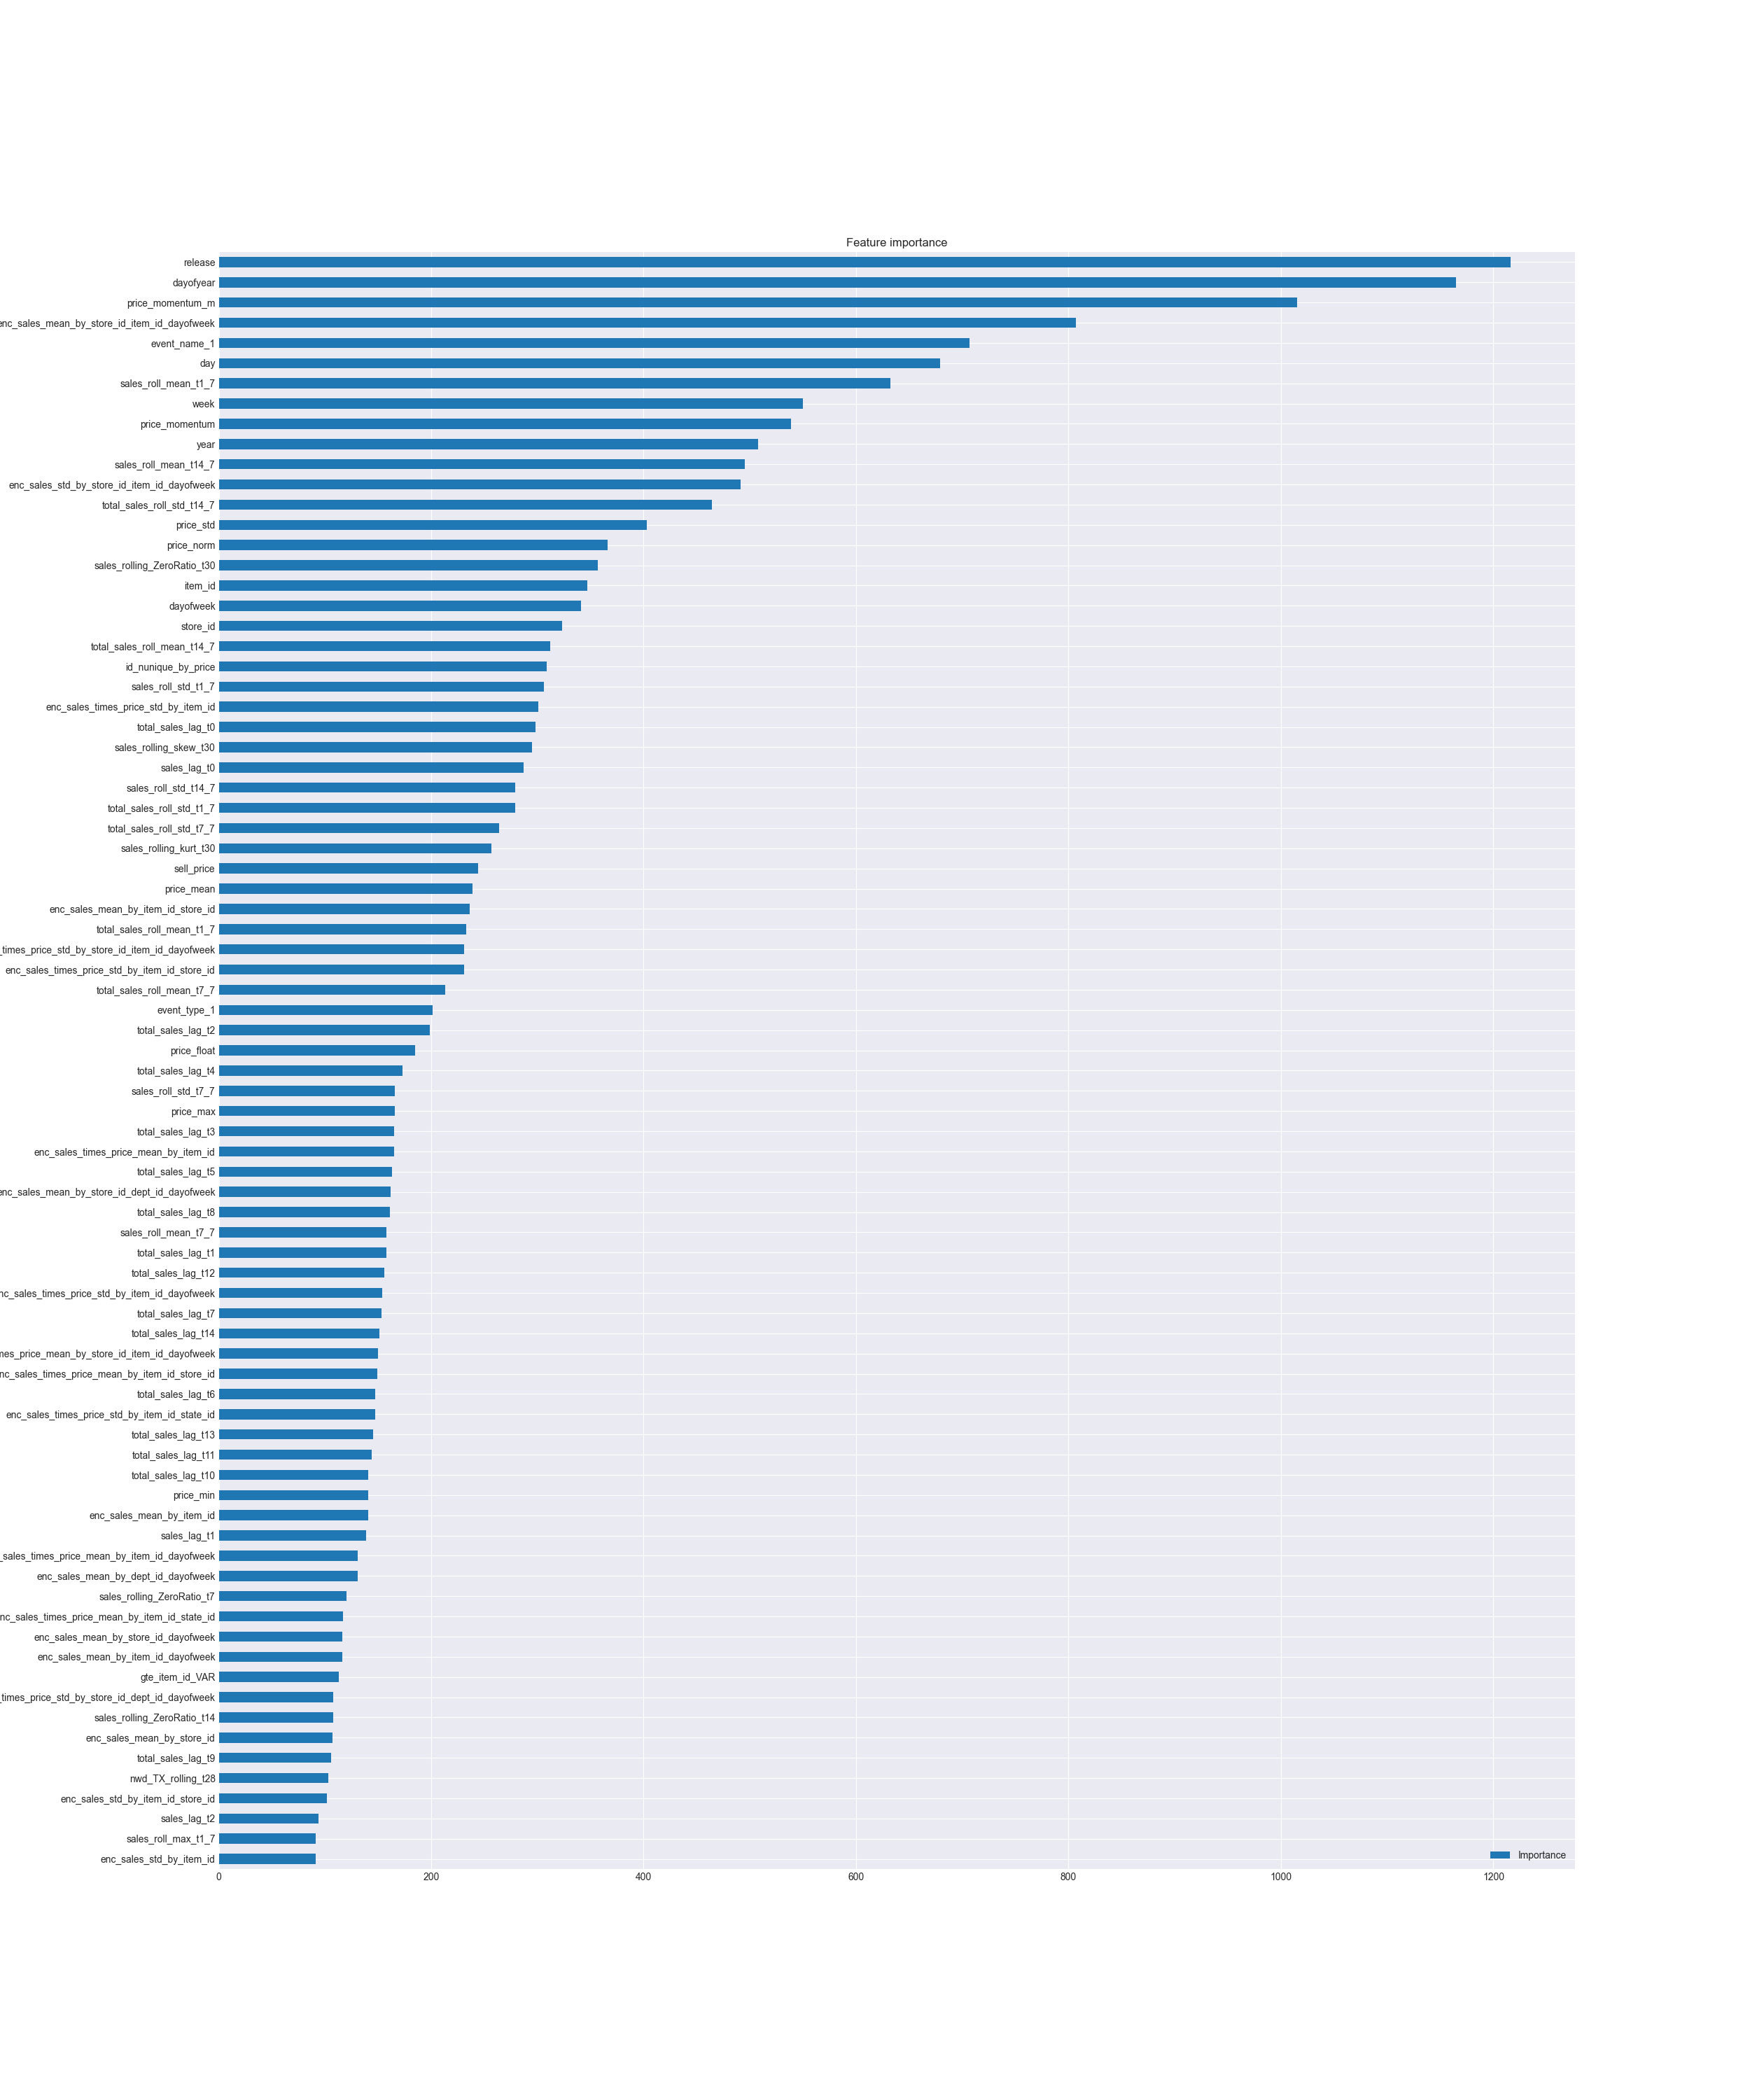 Feature importance
release
dayofyear
price_momentum_m
enc_sales_mean_by_store_id_item_id_dayofweek
event_name_1
day
sales_roll_mean_t1_7
week
price_momentum
year
sales_roll_mean_t14_7
enc_sales_std_by_store_id_item_id_dayofweek
total_sales_roll_std_t14_7
price_std
price_norm
sales_rolling_ZeroRatio_t30
item_id
dayofweek
store_id
total_sales_roll_mean_t14_7
id_nunique_by_price
sales_roll_std_t1_7
enc_sales_times_price_std_by_item_id
total_sales_lag_t0
sales_rolling_skew_t30
sales_lag_t0
sales_roll_std_t14_7
total_sales_roll_std_t1_7
total_sales_roll_std_t7_7
sales_rolling_kurt_t30
sell_price
price_mean
enc_sales_mean_by_item_id_store_id
total_sales_roll_mean_t1_7
_times_price_std_by_store_id_item_id_dayofweek
enc_sales_times_price_std_by_item_id_store_id
total_sales_roll_mean_t7_7
event_type_1
total_sales_lag_t2
price_float
total_sales_lag_t4
sales_roll_std_t7_7
price_max
total_sales_lag_t3
enc_sales_times_price_mean_by_item_id
total_sales_lag_t5
enc_sales_mean_by_store_id_dept_id_dayofweek
total_sales_lag_t8
sales_roll_mean_t7_7
total_sales_lag_t1
total_sales_lag_t12
nc_sales_times_price_std_by_item_id_dayofweek
total_sales_lag_t7
total_sales_lag_t14
mes_price_mean_by_store_id_item_id_dayofweek
nc_sales_times_price_mean_by_item_id_store_id
total_sales_lag_t6
enc_sales_times_price_std_by_item_id_state_id
total_sales_lag_t13
total_sales_lag_t11
total_sales_lag_t10
price_min
enc_sales_mean_by_item_id
sales_lag_t1
_sales_times_price_mean_by_item_id_dayofweek
enc_sales_mean_by_dept_id_dayofweek
sales_rolling_ZeroRatio_t7
nc_sales_times_price_mean_by_item_id_state_id
enc_sales_mean_by_store_id_dayofweek
enc_sales_mean_by_item_id_dayofweek
gte_item_id_VAR
_times_price_std_by_store_id_dept_id_dayofweek
sales_rolling_ZeroRatio_t14
enc_sales_mean_by_store_id
total_sales_lag_t9
nwd_TX_rolling_t28
enc_sales_std_by_item_id_store_id
sales_lag_t2
sales_roll_max_t1_7
enc_sales_std_by_item_id
Importance
0 200 400 600 800 1000 1200